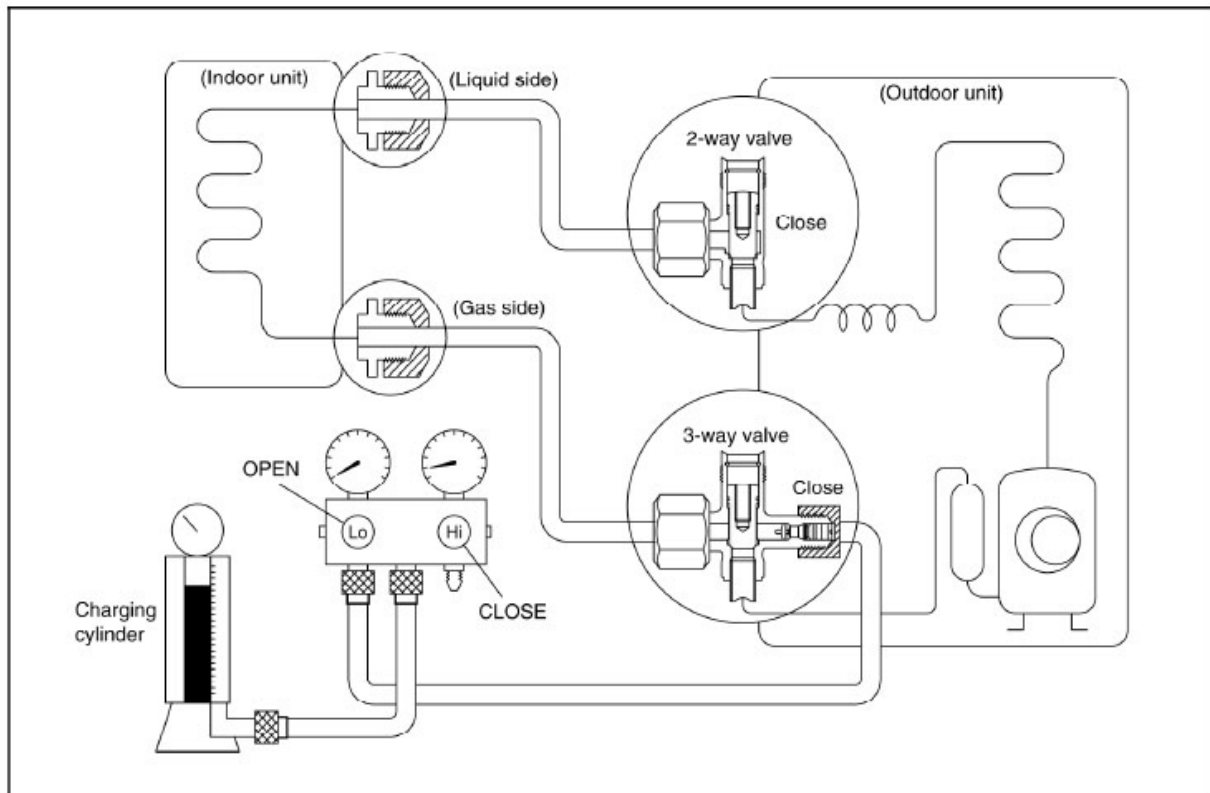 (Indoor unit)
(Liquid side)
(Outdoor unit)
2-way valve
Close
(Gas side)
3-way valve
Close
OPEN
Lo
Hi
CLOSE
Charging
cylinder